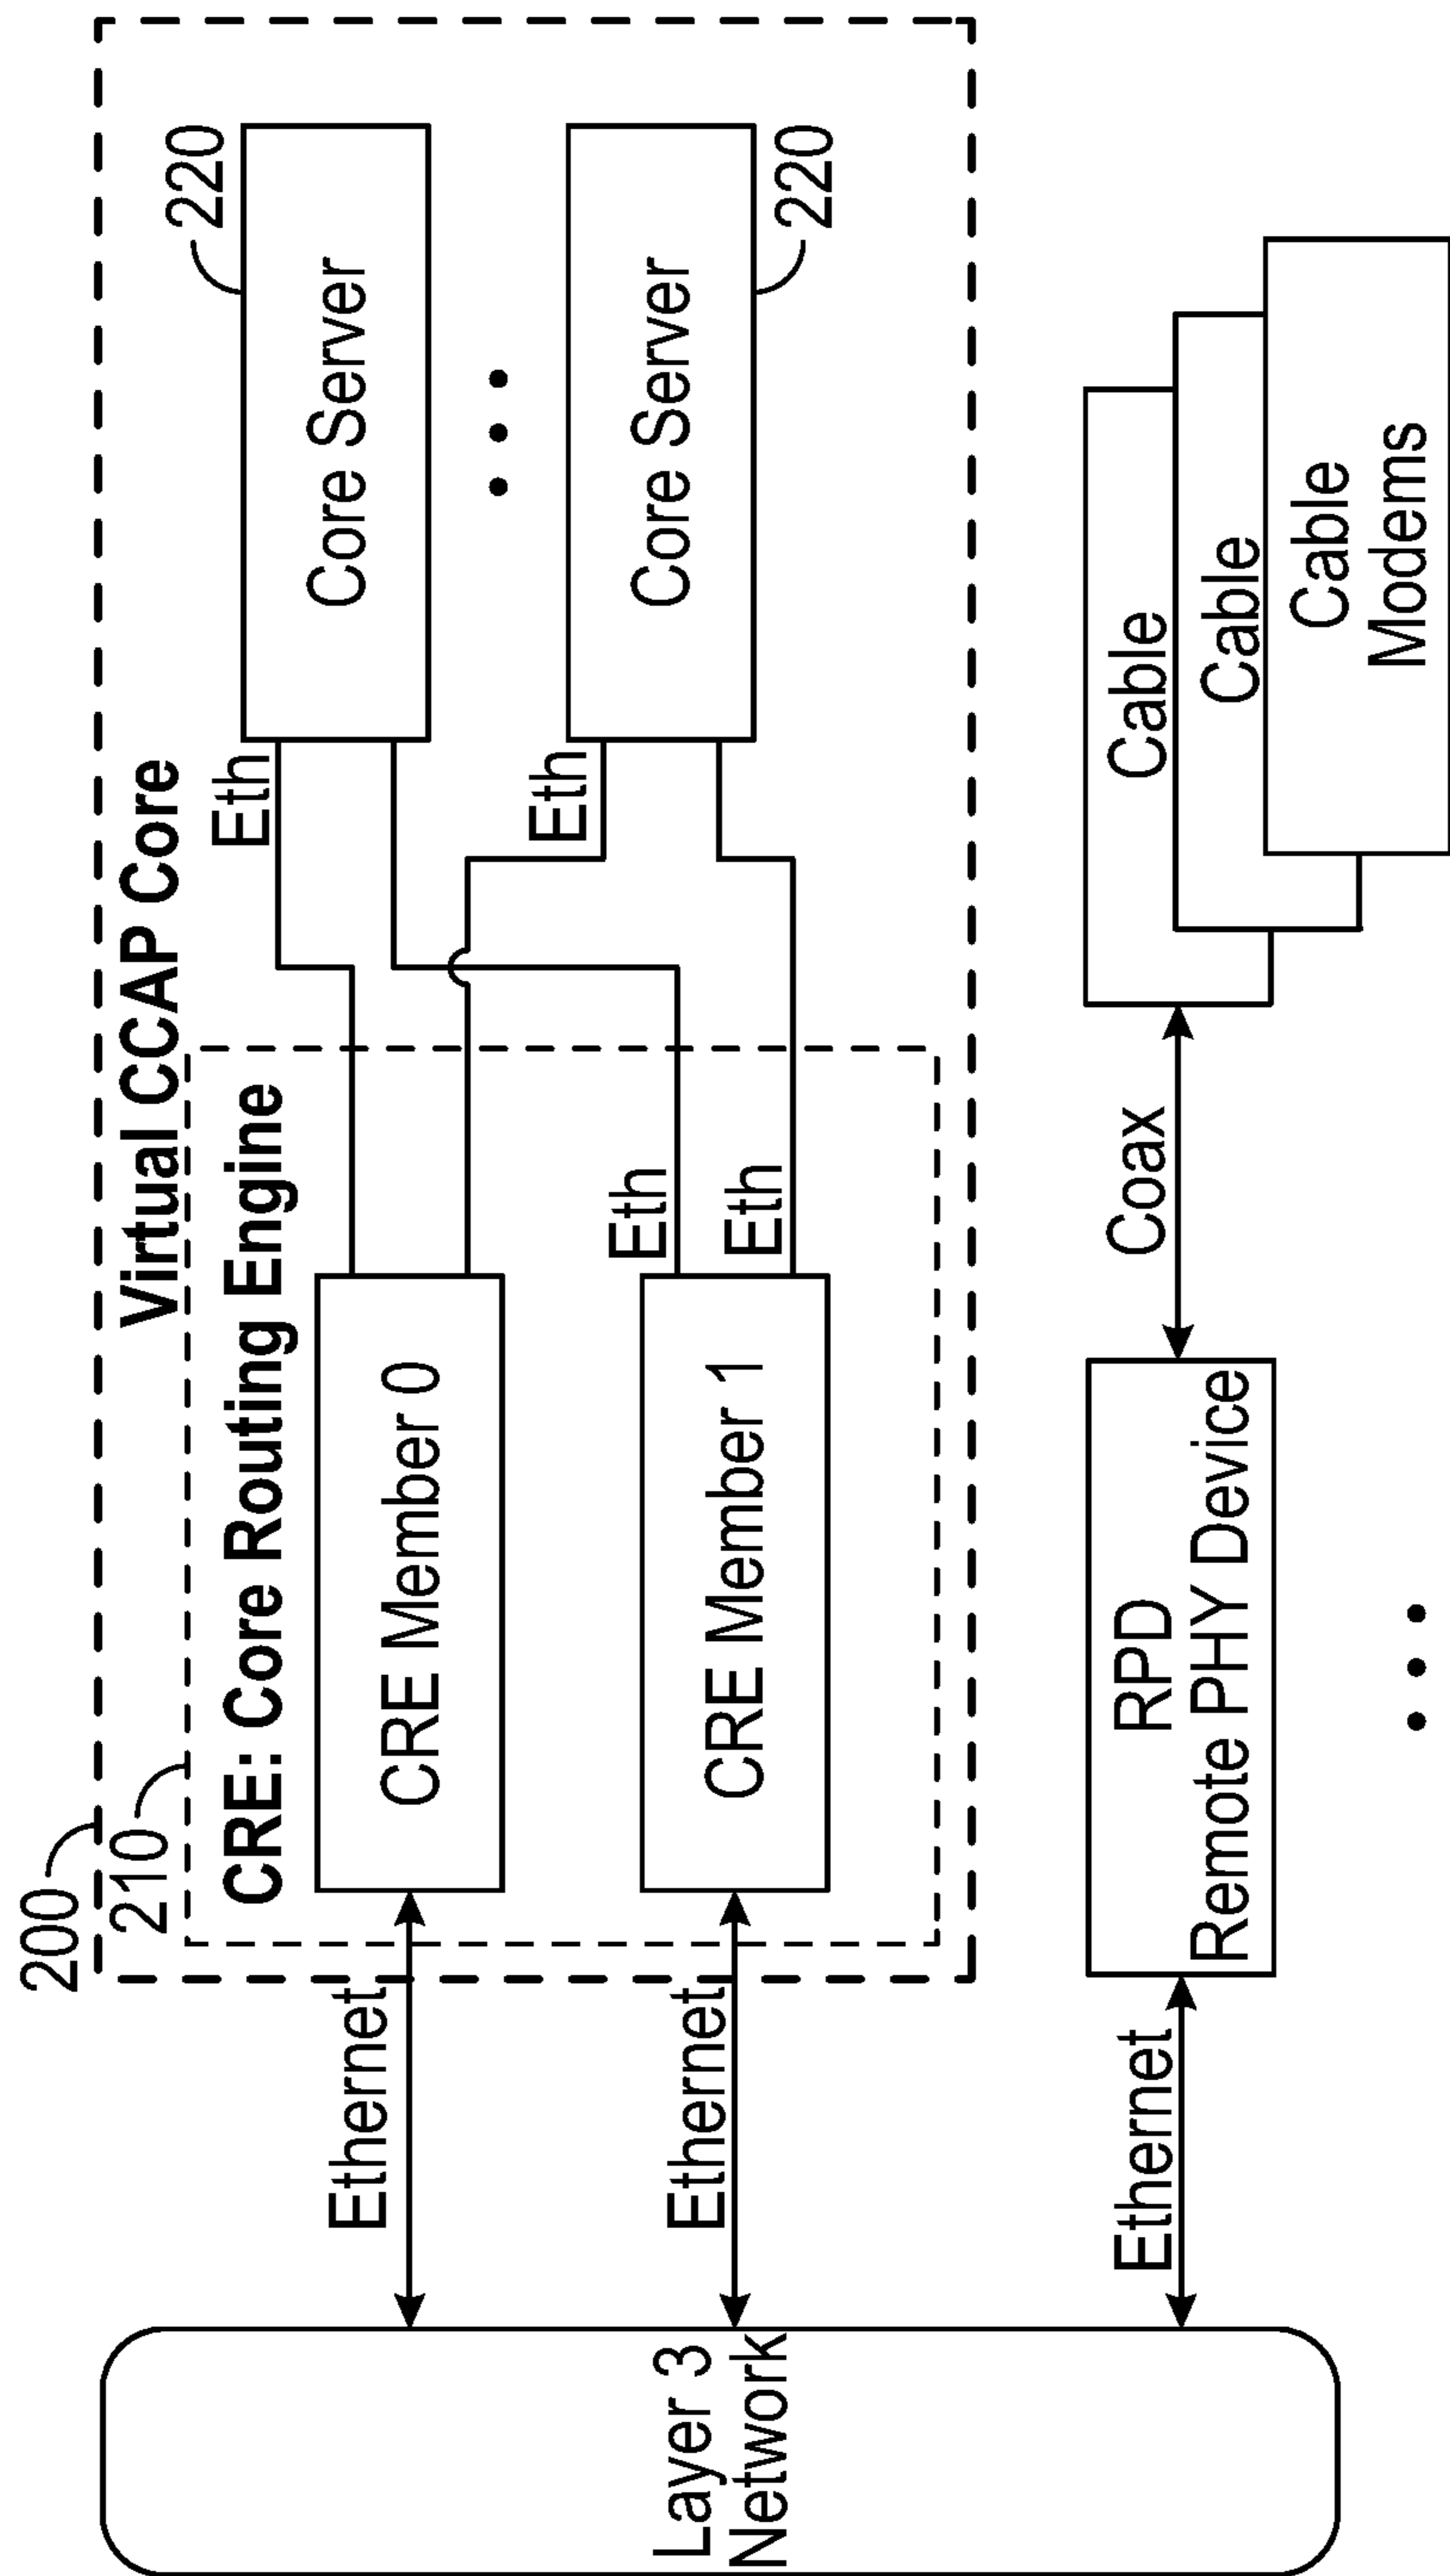 200
210
Virtual CCAP Core
CRE: Core Routing Engine
220
Ethernet
CRE Member 0
Eth
Core Server
Layer 3
Network
Ethernet
CRE Member 1
Eth
Eth
Eth
Core Server
220
Ethernet
RPD
Remote PHY Device
Coax
Cable
Cable
Cable
Modems